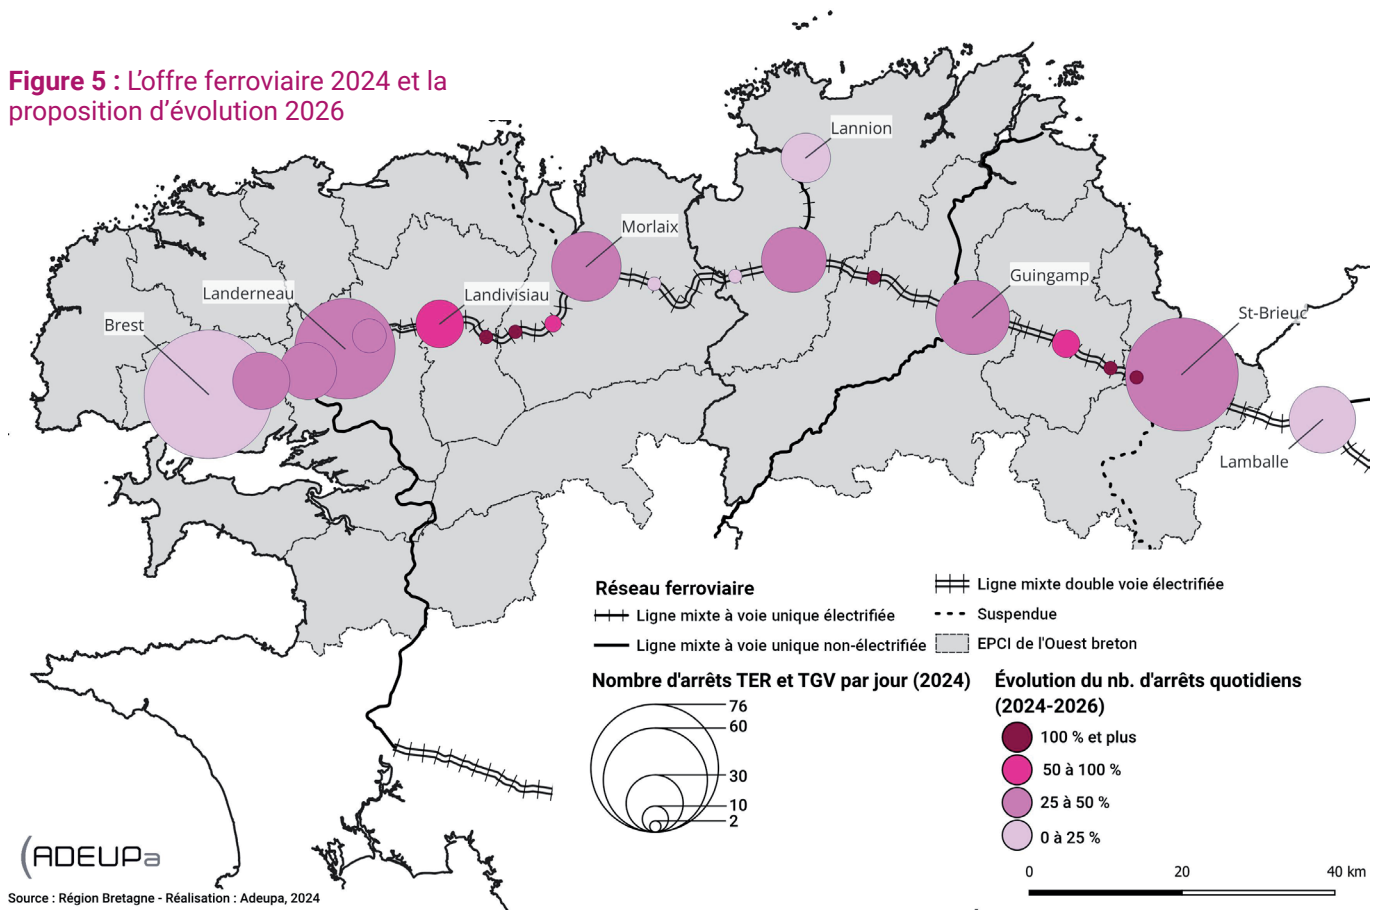 Figure 5 : L'offre ferroviaire 2024 et la
proposition d'évolution 2026
Lannion
Morlaix
Guingamp
Landerneau
Landivisiau
St-Brieuc
Brest
Lamballe
Réseau ferroviaire
Ligne mixte à voie unique électrifiée
Ligne mixte à voie unique non-électrifiée
Ligne mixte double voie électrifiée
Suspendue
EPCI de l'Ouest breton
Nombre d'arrêts TER et TGV par jour (2024)
76
60
30
10
2
Évolution du nb. d'arrêts quotidiens
(2024-2026)
100 % et plus
50 à 100 %
25 à 50 %
0 à 25 %
0 20 40 km
ADEUPa
Source : Région Bretagne - Réalisation : Adeupa, 2024